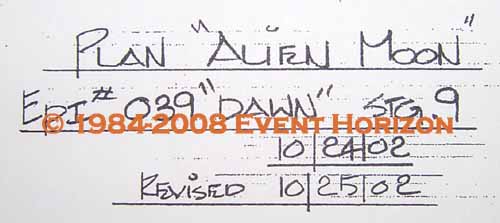 PLAN "ALIEN MOON"
EPI# 039 "DAWN" STG 9
© 1984-2008 EVENT HORIZON
10|24|02
REVISED 10|25|02